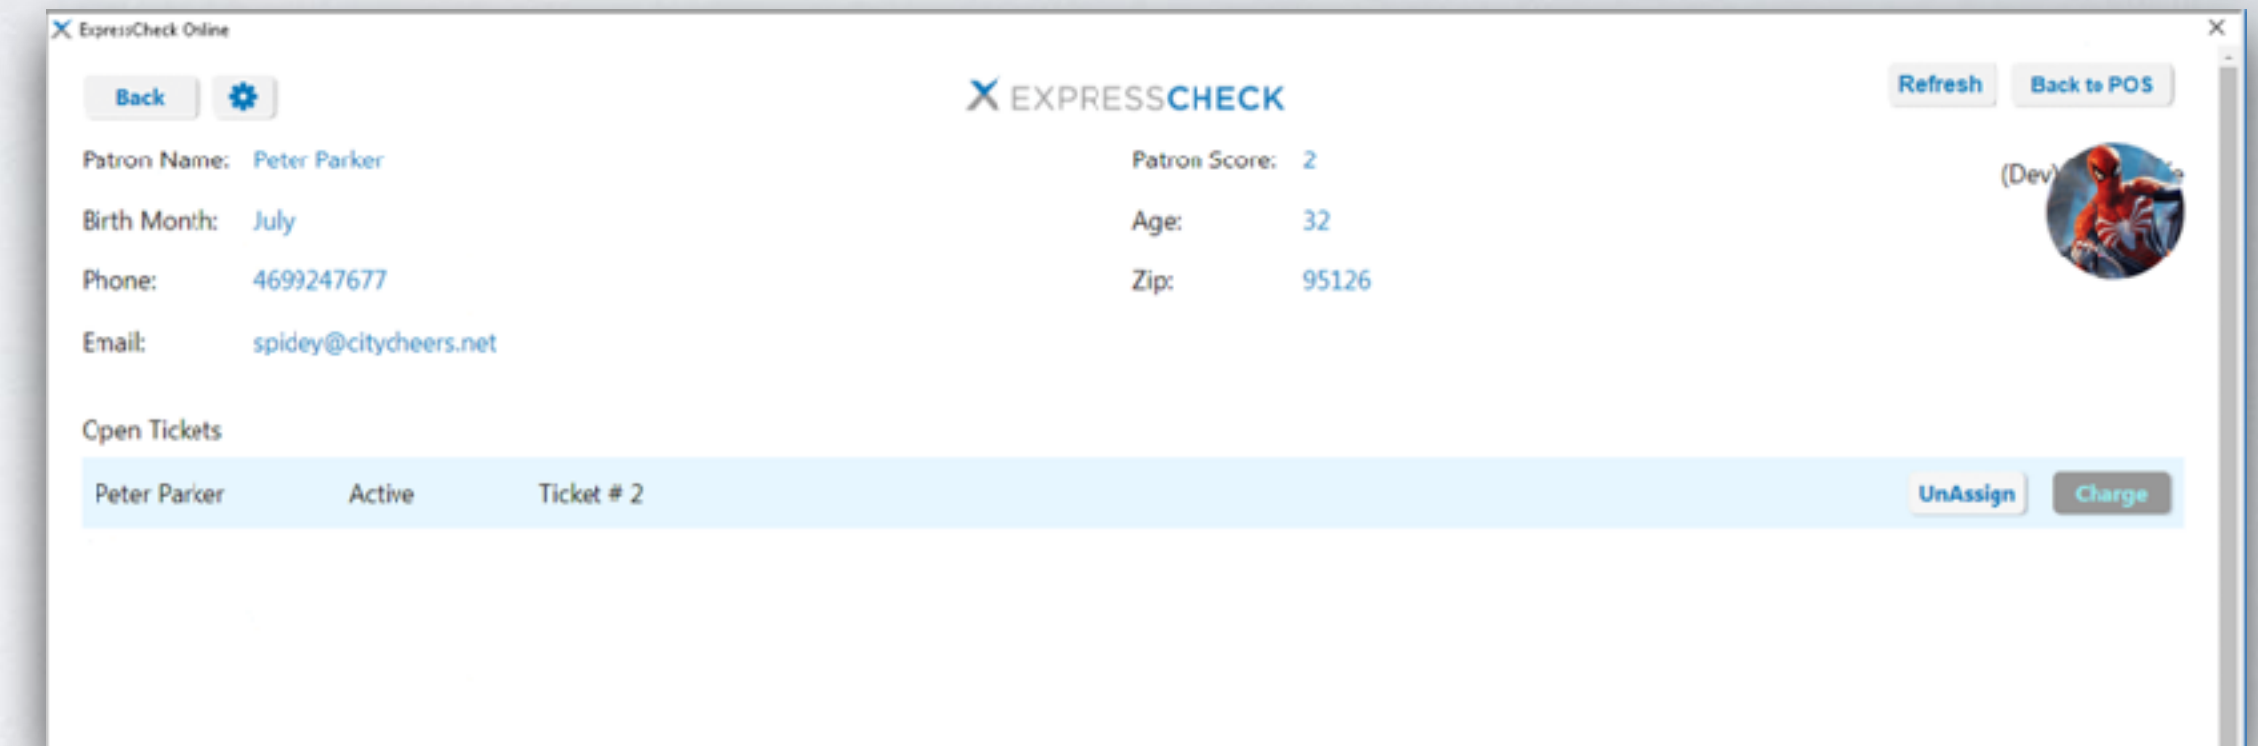 ExpressCheck Online
Back
EXPRESSCHECK
Refresh
Back to POS
Patron Name: Peter Parker
Patron Score: 2
(Dev)
Birth Month: July
Age: 32
Phone: 4699247677
Zip: 95126
Email: spidey@citycheers.net
Open Tickets
Peter Parker Active Ticket # 2 UnAssign Charge